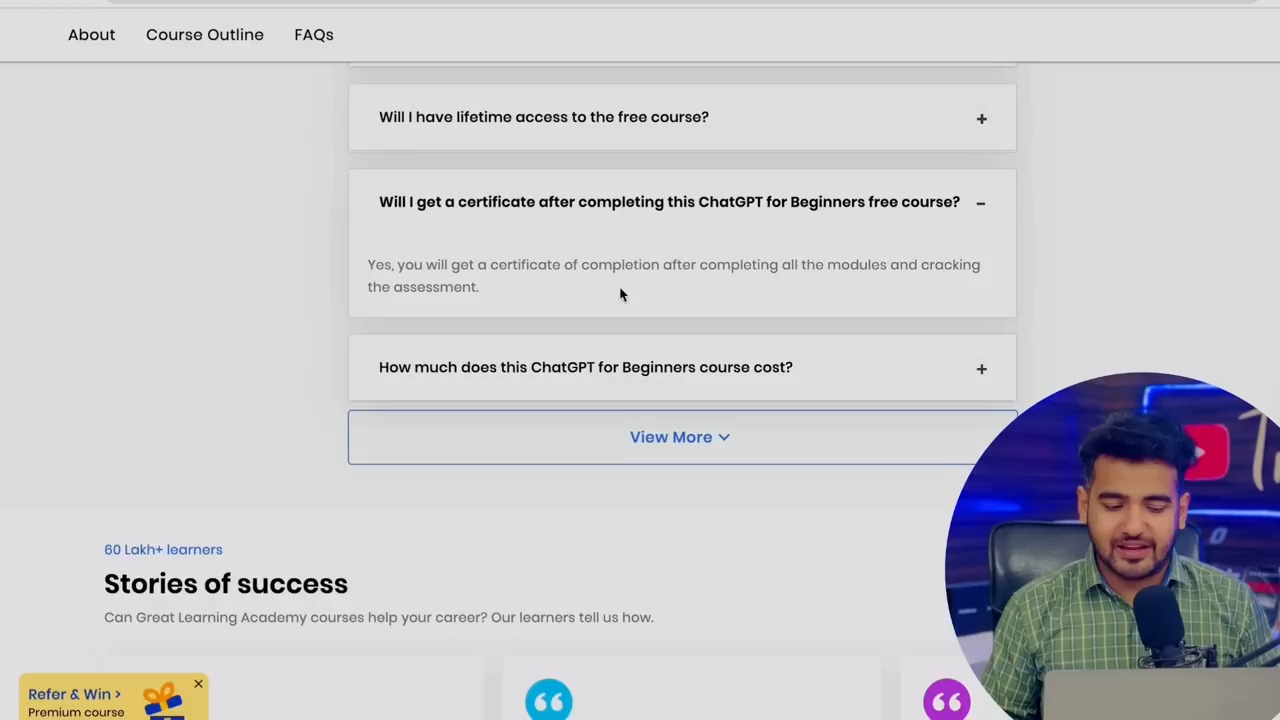 About
Course Outline
FAQs
Will I have lifetime access to the free course?
+
Will I get a certificate after completing this ChatGPT for Beginners free course?
-
Yes, you will get a certificate of completion after completing all the modules and cracking
the assessment.
How much does this ChatGPT for Beginners course cost?
+
View More
60 Lakh+ learners
Stories of success
Can Great Learning Academy courses help your career? Our learners tell us how.
Refer & Win >
Premium course